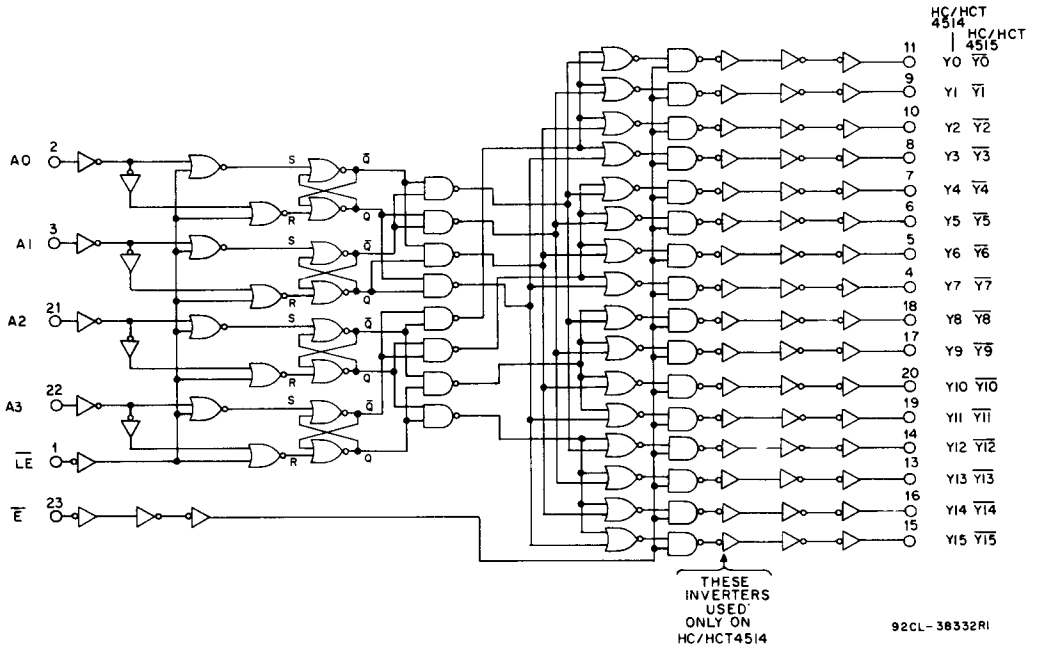 HC/HCT
4514
HC/HCT
4515
11 Y0 Y0
9 Y1 Y1
10 Y2 Y2
2 A0 S Q 8 Y3 Y3
7 Y4 Y4
R Q
6 Y5 Y5
3 A1 S Q 5 Y6 Y6
4 Y7 Y7
R Q
21 A2 S Q 18 Y8 Y8
17 Y9 Y9
R Q
20 Y10 Y10
22 A3 S Q 19 Y11 Y11
14 Y12 Y12
1 LE R Q
13 Y13 Y13
23 E 16 Y14 Y14
15 Y15 Y15
THESE
INVERTERS
USED
ONLY ON
HC/HCT4514
92CL-38332R1